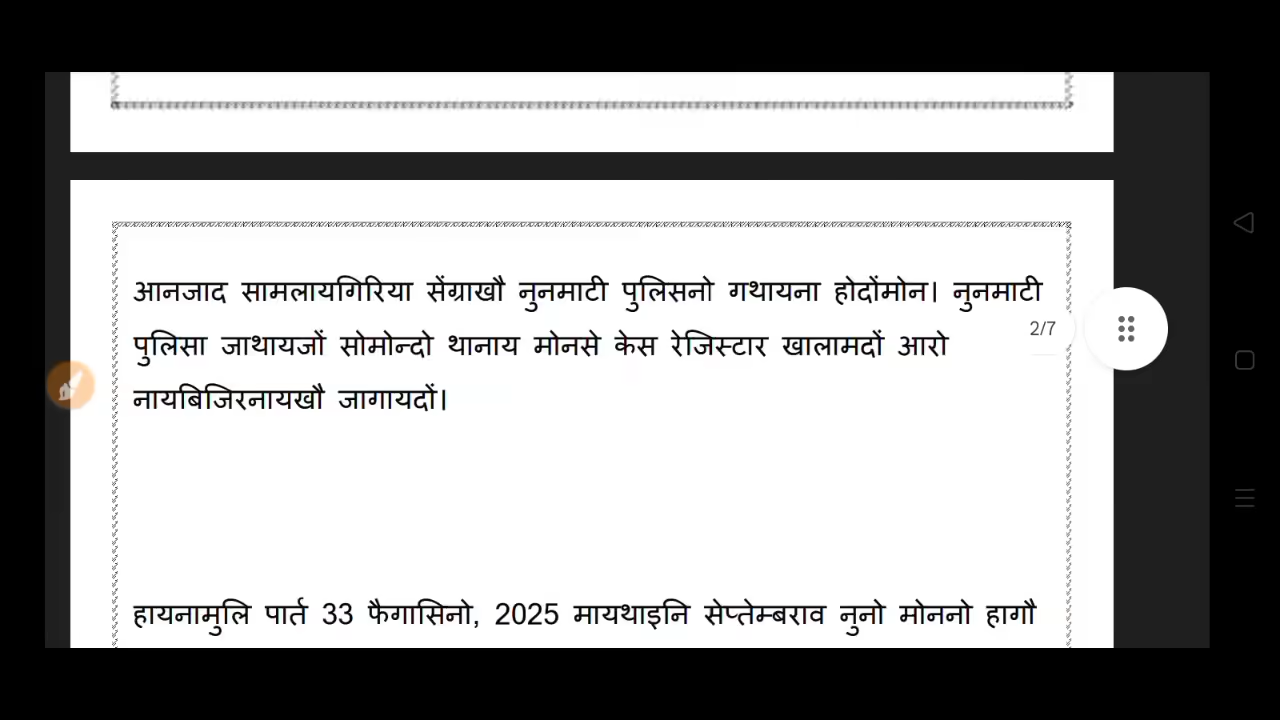 आनजाद सामलायगिरिया सेंग्राखौ नुनमाटी पुलिसनो गथायना होदोंमोन। नुनमाटी
2/7
पुलिसा जाथायजों सोमोन्दो थानाय मोनसे केस रेजिस्टार खालामदों आरो
नायबिजिरनायखौ जागायदों।
हायनामुलि पार्त 33 फैगासिनो, 2025 मायथाइनि सेप्तेम्बराव नुनो मोननो हागौ